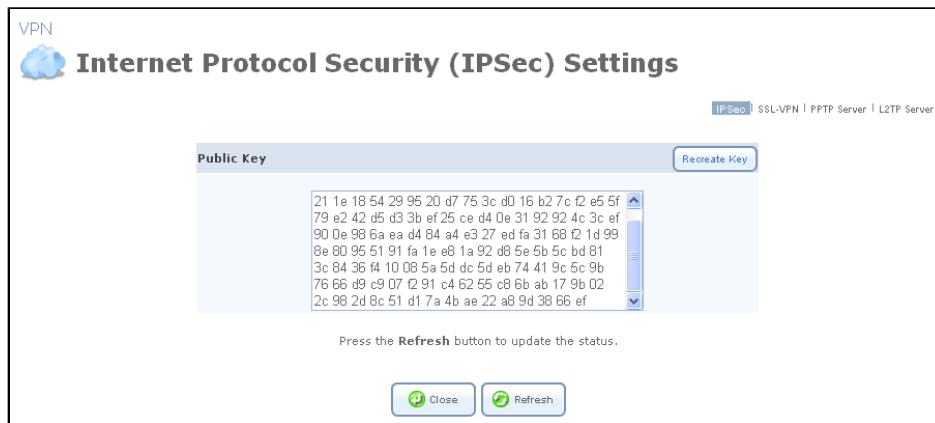 VPN
Internet Protocol Security (IPSec) Settings
IPSec | SSL-VPN | PPTP Server | L2TP Server
Public Key
Recreate Key
21 1e 18 54 29 95 20 d7 75 3c d0 16 b2 7c f2 e5 5f
79 e2 42 d5 d3 3b ef 25 ce d4 0e 31 92 92 4c 3c ef
90 0e 98 6a ea d4 84 a4 e3 27 ed fa 31 68 f2 1d 99
8e 80 95 51 91 fa 1e e8 1a 92 d8 5e 5b 5c bd 81
3c 84 36 f4 10 08 5a 5d dc 5d eb 74 41 9c 5c 9b
76 66 d9 c9 07 f2 91 c4 62 55 c8 6b ab 17 9b 02
2c 98 2d 8c 51 d1 7a 4b ae 22 a8 9d 38 66 ef
Press the Refresh button to update the status.
Close
Refresh